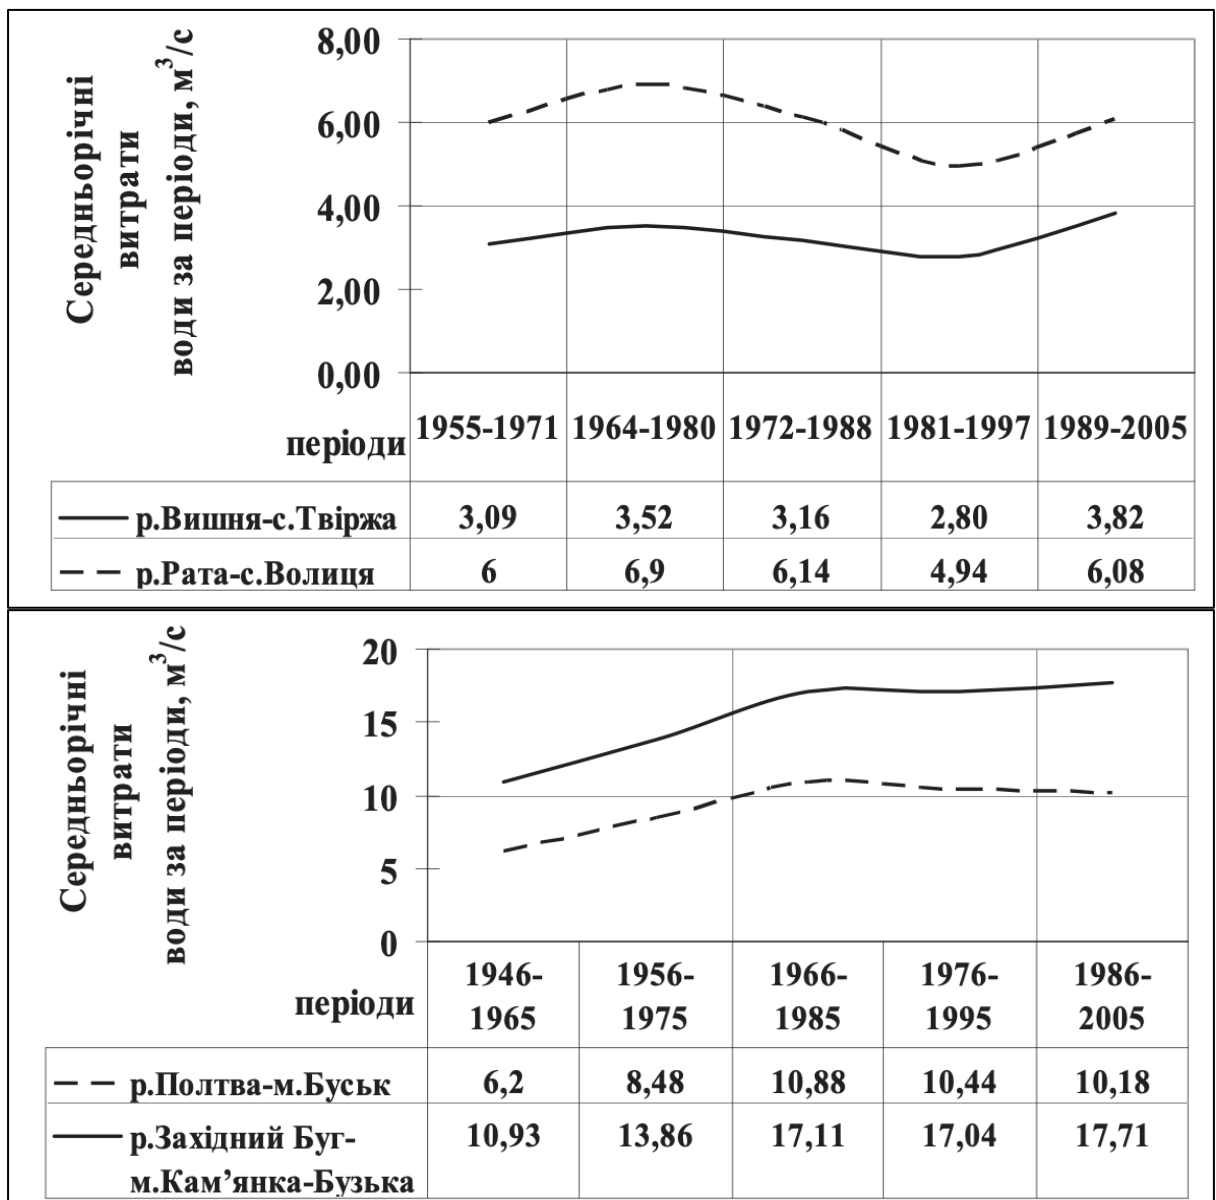 Середньорічні
витрати
води за періоди, м³/с
8,00
6,00
4,00
2,00
0,00
періоди
1955-1971 1964-1980 1972-1988 1981-1997 1989-2005
р.Вишня-с.Твіржа 3,09 3,52 3,16 2,80 3,82
р.Рата-с.Волиця 6 6,9 6,14 4,94 6,08
Середньорічні
витрати
води за періоди, м³/с
20
15
10
5
0
періоди
1946- 1956- 1966- 1976- 1986-
1965 1975 1985 1995 2005
р.Полтва-м.Буськ 6,2 8,48 10,88 10,44 10,18
р.Західний Буг- 10,93 13,86 17,11 17,04 17,71
м.Кам’янка-Бузька